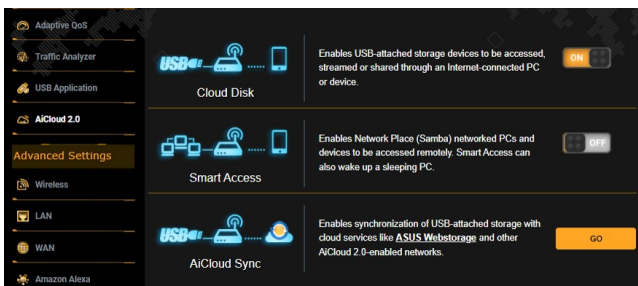 Adaptive QoS
Traffic Analyzer
USB Application
AiCloud 2.0
Advanced Settings
Wireless
LAN
WAN
Amazon Alexa
USB
Cloud Disk
Enables USB-attached storage devices to be accessed,
streamed or shared through an Internet-connected PC
or device.
ON
Smart Access
Enables Network Place (Samba) networked PCs and
devices to be accessed remotely. Smart Access can
also wake up a sleeping PC.
OFF
USB
AiCloud Sync
Enables synchronization of USB-attached storage with
cloud services like ASUS Webstorage and other
AiCloud 2.0-enabled networks.
GO